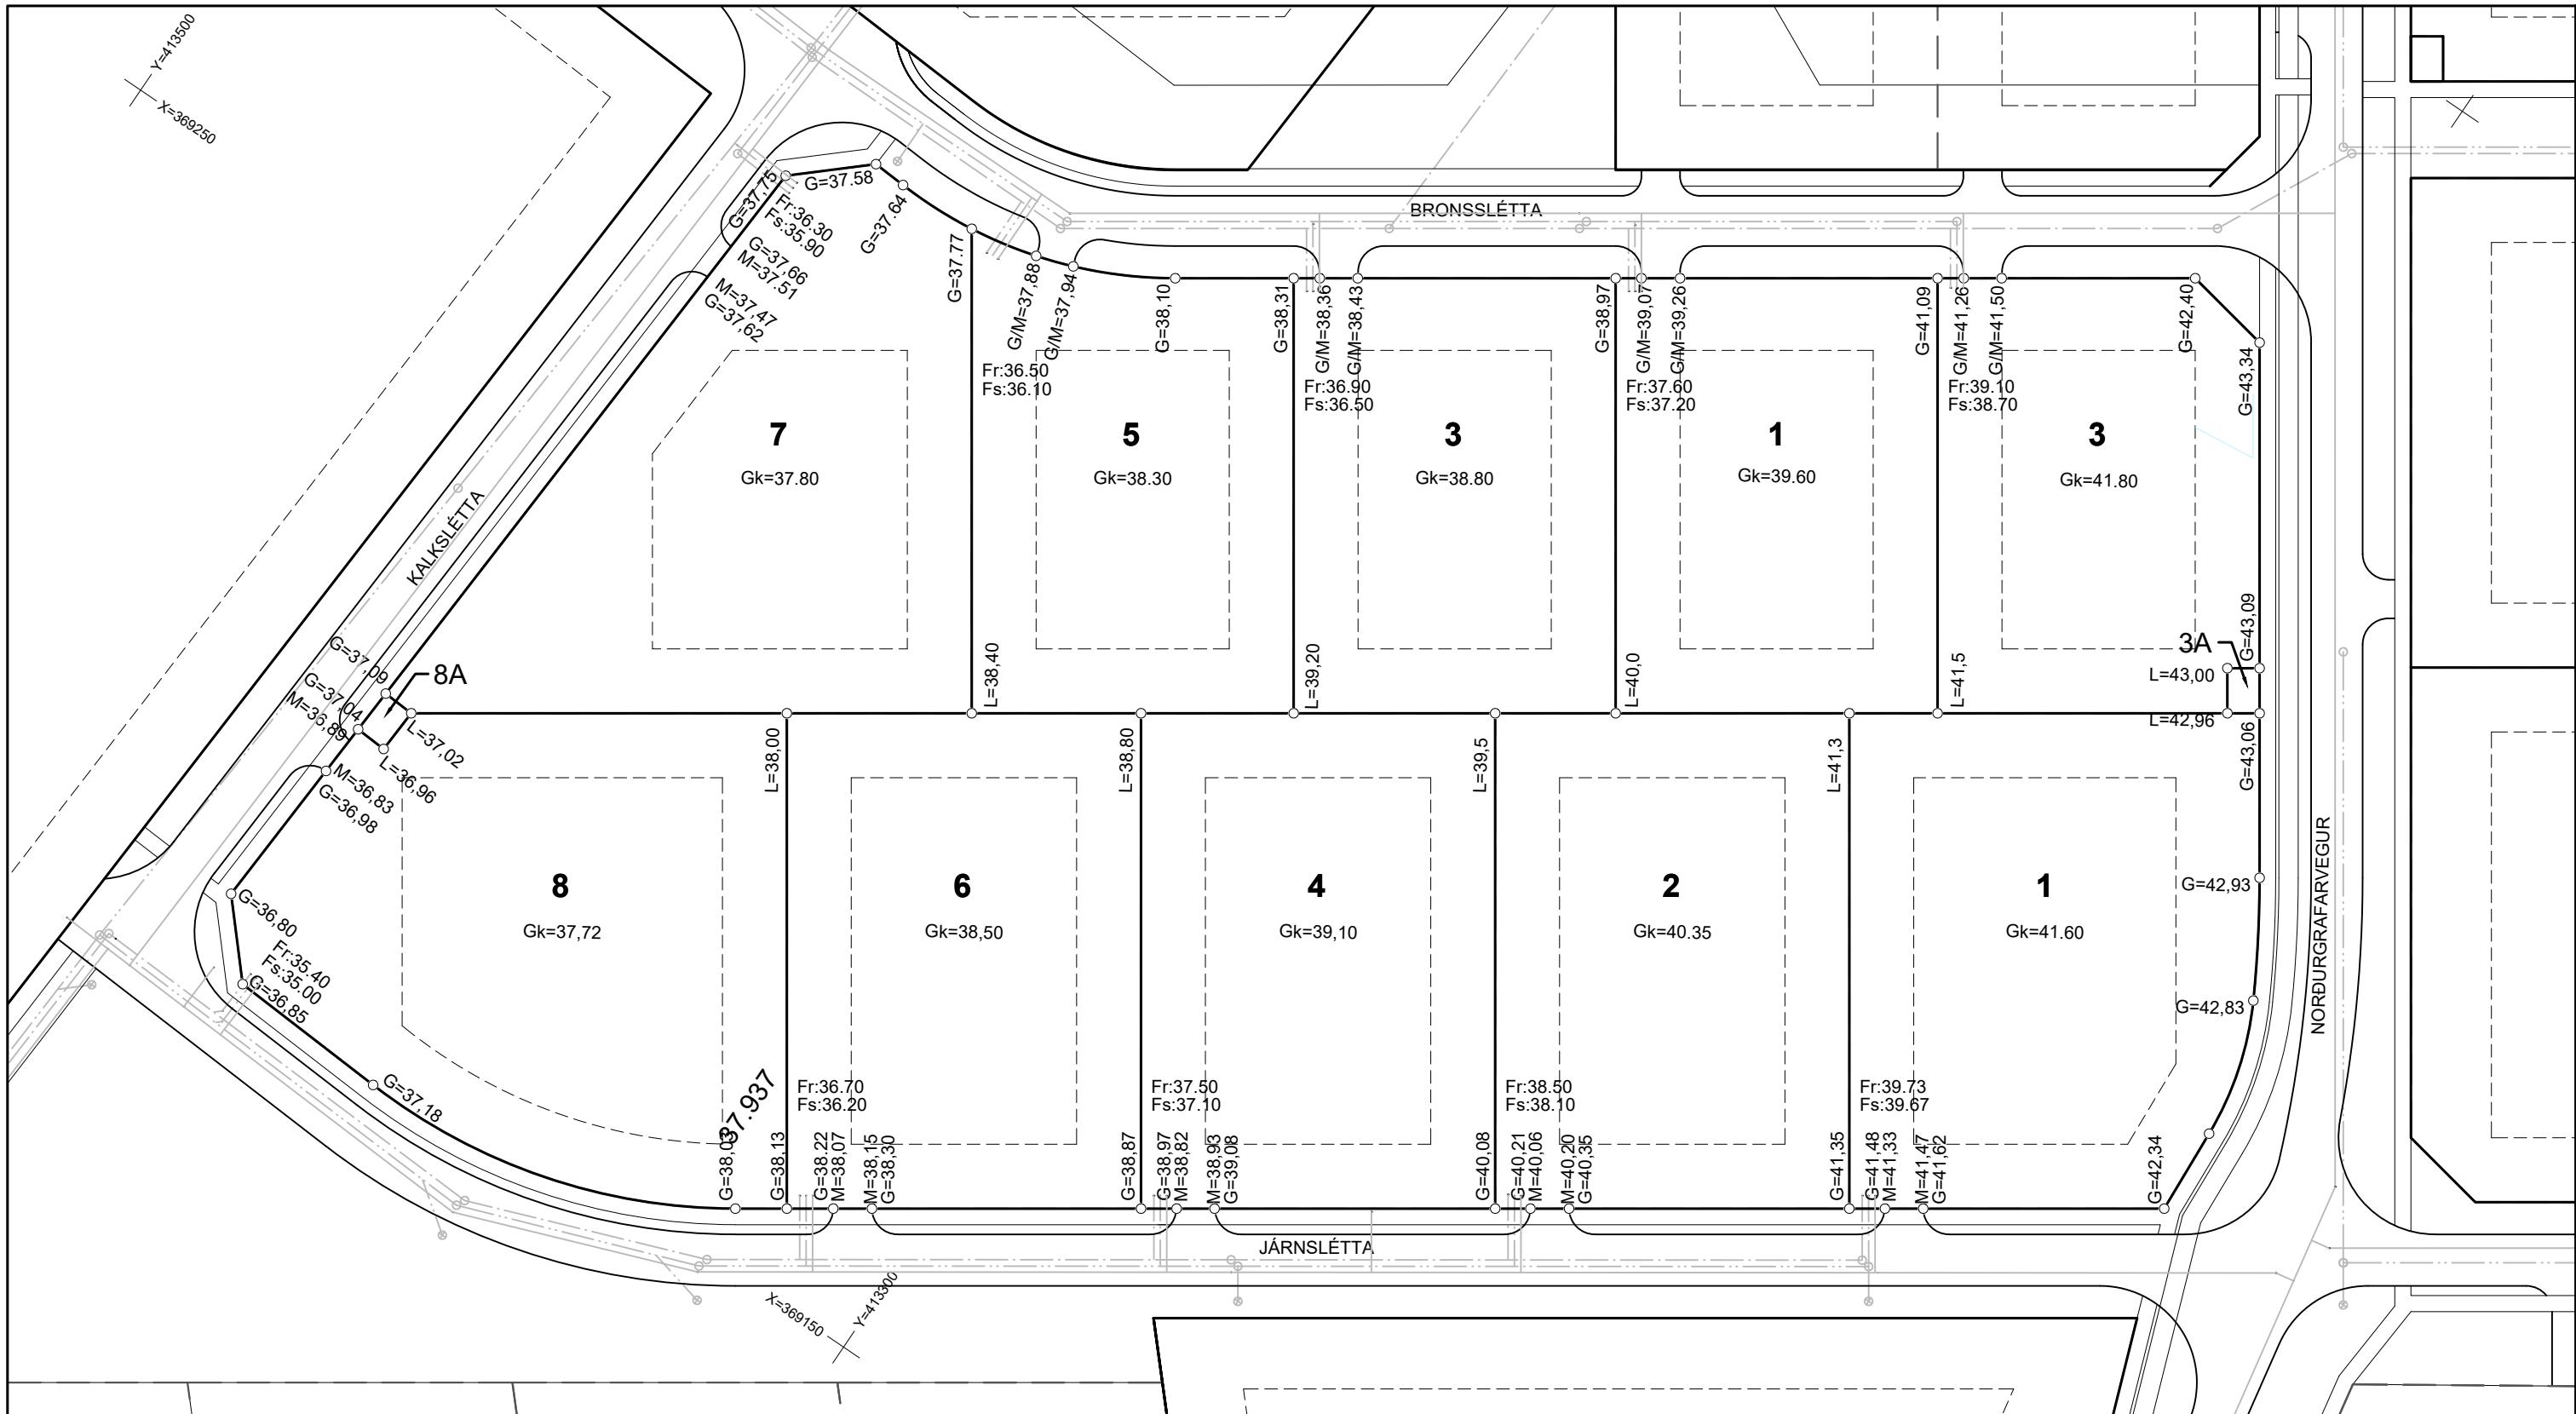 Y=413500
X=369250
BRONSSLÉTTA
G=37,75
G=37.58
G=37.64
Fr:36.30
Fs:35.90
G=37,66
M=37.51
M=37,47
G=37,62
G=37.77
G/M=37,88
G/M=37,94
G=38,10
G=38,31
G/M=38,36
G/M=38,43
G=38,97
G/M=39,07
G/M=39,26
G=41,09
G/M=41,26
G/M=41,50
G=42,40
G=43,34
Fr:36.50
Fs:36.10
Fr:36.90
Fs:36.50
Fr:37.60
Fs:37.20
Fr:39.10
Fs:38.70
7
Gk=37.80
5
Gk=38.30
3
Gk=38.80
1
Gk=39.60
3
Gk=41.80
KALKSLÉTTA
G=37,09
8A
G=37,04
M=36,89
L=37,02
L=36,96
M=36,83
G=36,98
L=38,40
L=39,20
L=40,0
L=41,5
3A
G=43,09
L=43,00
L=42,96
G=43,06
L=38,00
L=38,80
L=39,5
L=41,3
8
Gk=37,72
6
Gk=38,50
4
Gk=39,10
2
Gk=40.35
1
Gk=41.60
G=42,93
G=42,83
NORÐURGRAFARVEGUR
G=36,80
Fr:35.40
Fs:35.00
G=36,85
G=37,18
37.937
Fr:36.70
Fs:36.20
Fr:37.50
Fs:37.10
Fr:38.50
Fs:38.10
Fr:39.73
Fs:39.67
G=38,13
G=38.22
M=38,07
M=38,15
G=38,30
G=38,87
G=38,97
M=38,82
M=38,93
G=39,08
G=40,08
G=40,21
M=40,06
M=40,20
G=40,35
G=41,35
G=41,48
M=41,33
M=41,47
G=41,62
G=42,34
JÁRNSLÉTTA
X=369150
Y=413300